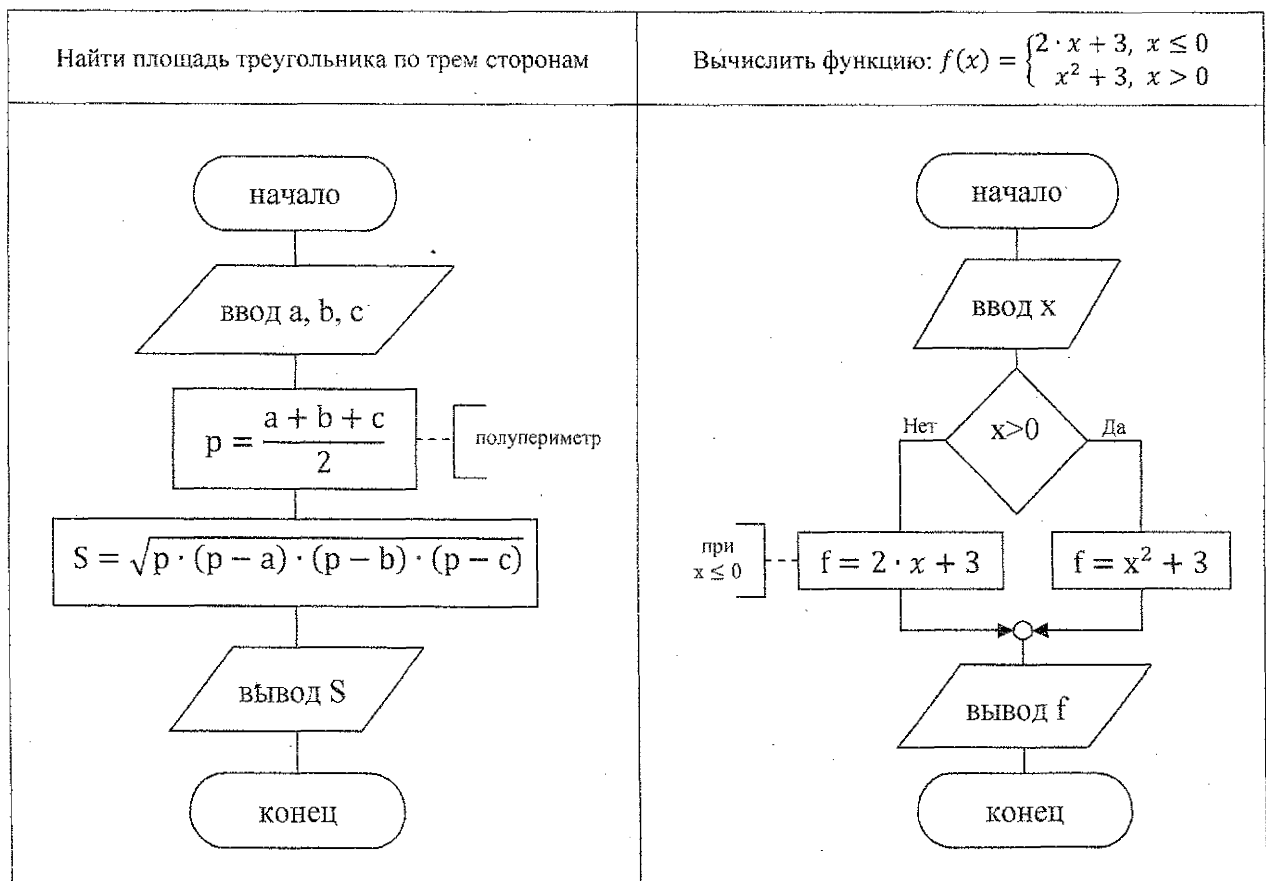 Найти площадь треугольника по трем сторонам
начало
ввод a, b, c
p = (a + b + c) / 2
полупериметр
S = √(p · (p − a) · (p − b) · (p − c))
вывод S
конец
Вычислить функцию: f(x) = { 2 · x + 3, x ≤ 0
x² + 3, x > 0
начало
ввод x
x>0
Нет
Да
при
x ≤ 0
f = 2 · x + 3
f = x² + 3
вывод f
конец